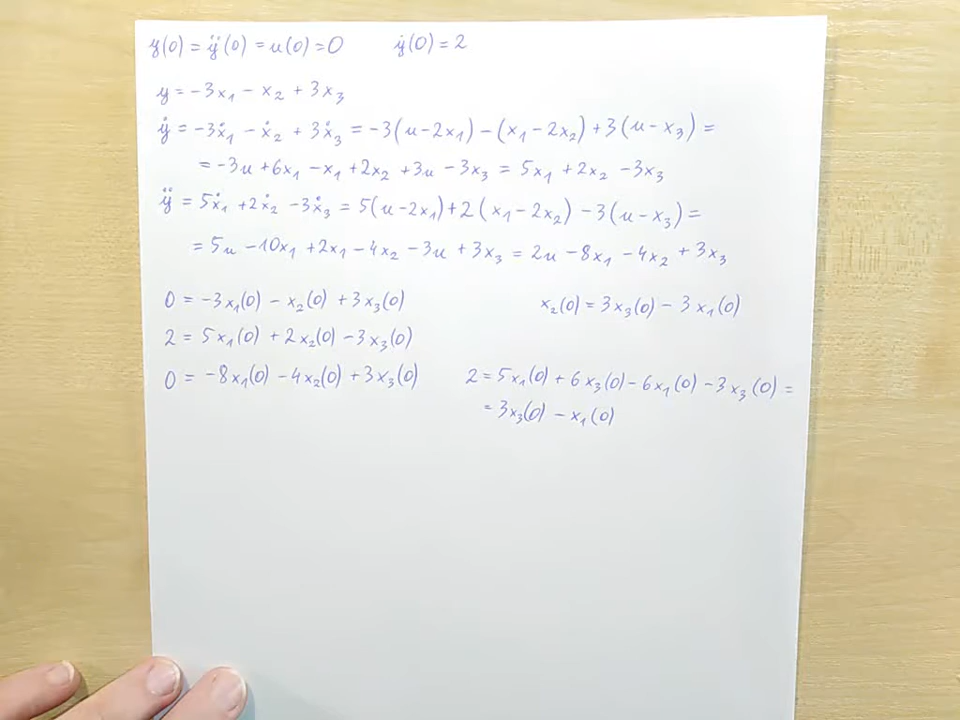 y(0) = ÿ(0) = u(0) = 0 ẏ(0) = 2
y = -3x₁ - x₂ + 3x₃
ẏ = -3ẋ₁ - ẋ₂ + 3ẋ₃ = -3(u-2x₁) - (x₁-2x₂) + 3(u-x₃) =
= -3u + 6x₁ - x₁ + 2x₂ + 3u - 3x₃ = 5x₁ + 2x₂ - 3x₃
ÿ = 5ẋ₁ + 2ẋ₂ - 3ẋ₃ = 5(u-2x₁) + 2(x₁-2x₂) - 3(u-x₃) =
= 5u - 10x₁ + 2x₁ - 4x₂ - 3u + 3x₃ = 2u - 8x₁ - 4x₂ + 3x₃
0 = -3x₁(0) - x₂(0) + 3x₃(0)
2 = 5x₁(0) + 2x₂(0) - 3x₃(0)
0 = -8x₁(0) - 4x₂(0) + 3x₃(0)
x₂(0) = 3x₃(0) - 3x₁(0)
2 = 5x₁(0) + 6x₃(0) - 6x₁(0) - 3x₃(0) =
= 3x₃(0) - x₁(0)